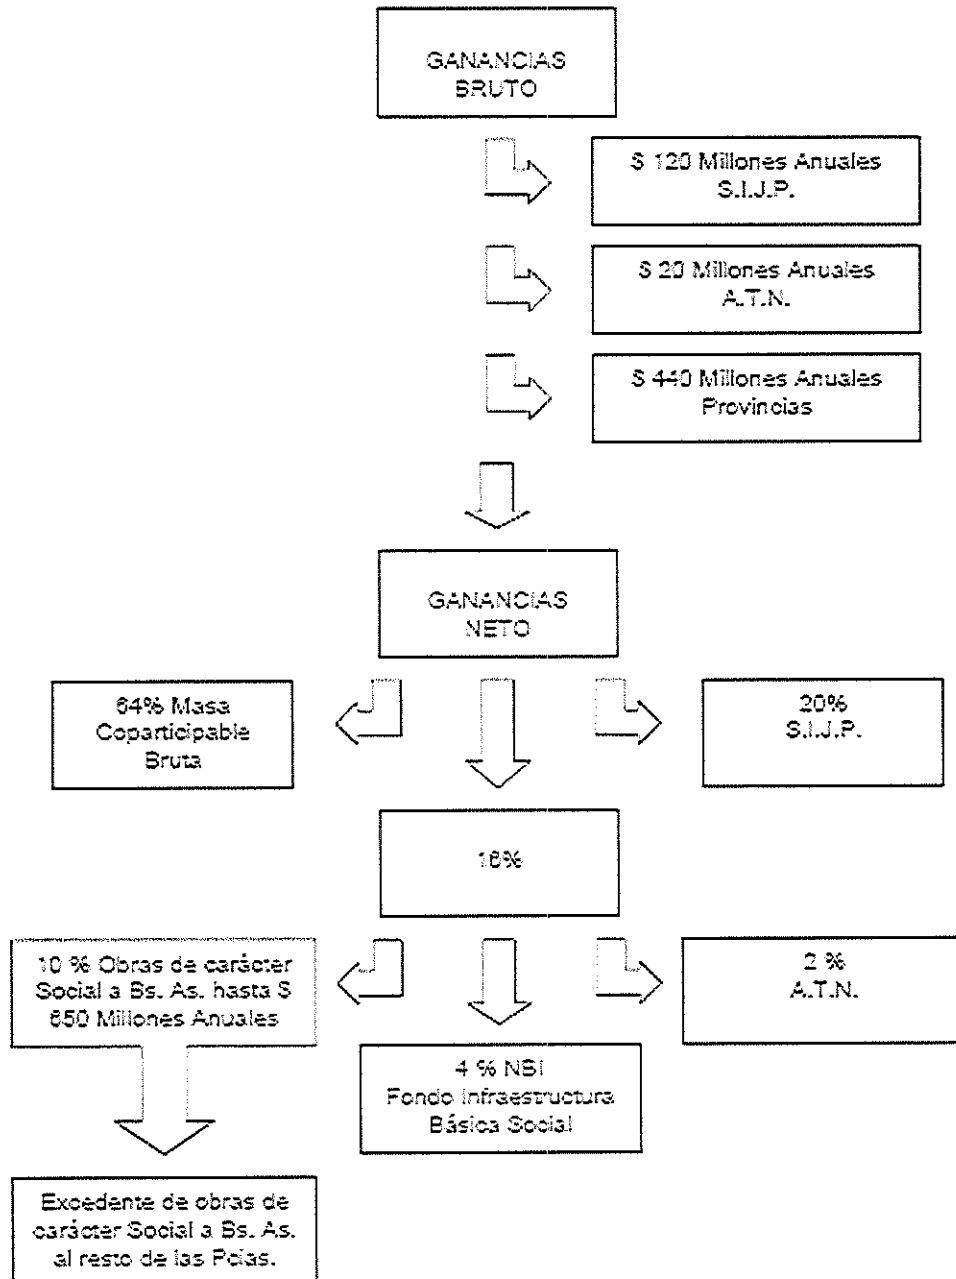 GANANCIAS
BRUTO
$ 120 Millones Anuales
S.I.J.P.
$ 20 Millones Anuales
A.T.N.
$ 440 Millones Anuales
Provincias
GANANCIAS
NETO
64% Masa
Coparticipable
Bruta
20%
S.I.J.P.
16%
10 % Obras de carácter
Social a Bs. As. hasta $
650 Millones Anuales
2 %
A.T.N.
4 % NBI
Fondo Infraestructura
Básica Social
Excedente de obras de
carácter Social a Bs. As.
al resto de las Pcias.